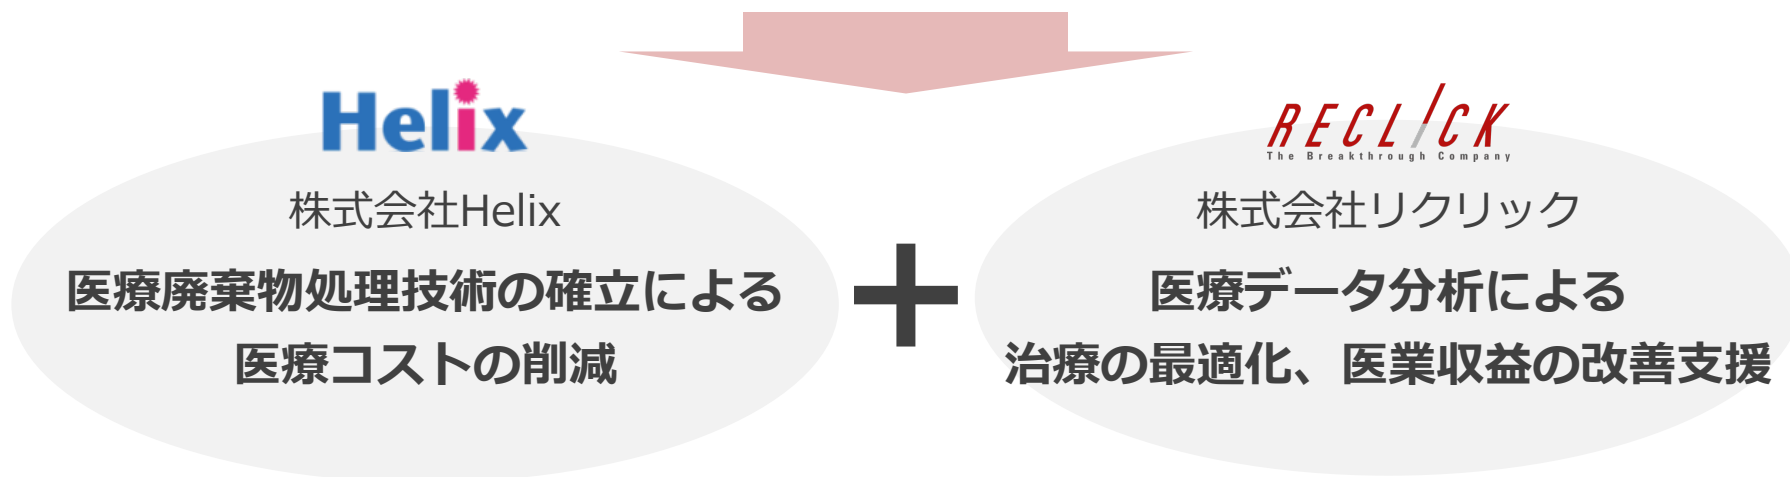 Helix
株式会社Helix
医療廃棄物処理技術の確立による
医療コストの削減
+
RECLICK
The Breakthrough Company
株式会社リクリック
医療データ分析による
治療の最適化、医業収益の改善支援